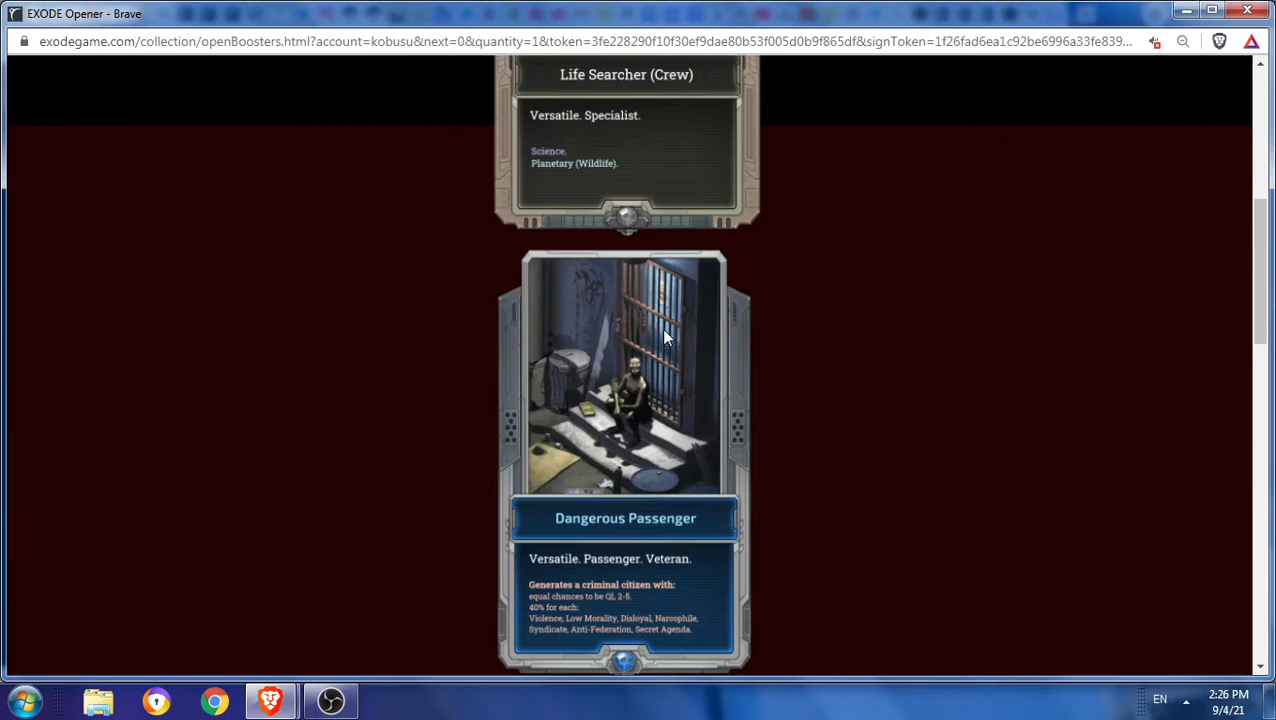 EXODE Opener - Brave
exodegame.com/collection/openBoosters.html?account=kobusu&next=0&quantity=1&token=3fe228290f10f30ef9dae80b53f005d0b9f865df&signToken=1f26fad6ea1c92be6996a33fe839...
Life Searcher (Crew)
Versatile. Specialist.
Science.
Planetary (Wildlife).
Dangerous Passenger
Versatile. Passenger. Veteran.
Generates a criminal citizen with:
equal chances to be QL 2-5.
40% for each:
Violence, Low Morality, Disloyal, Narcophile,
Syndicate, Anti-Federation, Secret Agenda.
EN
2:26 PM
9/4/21